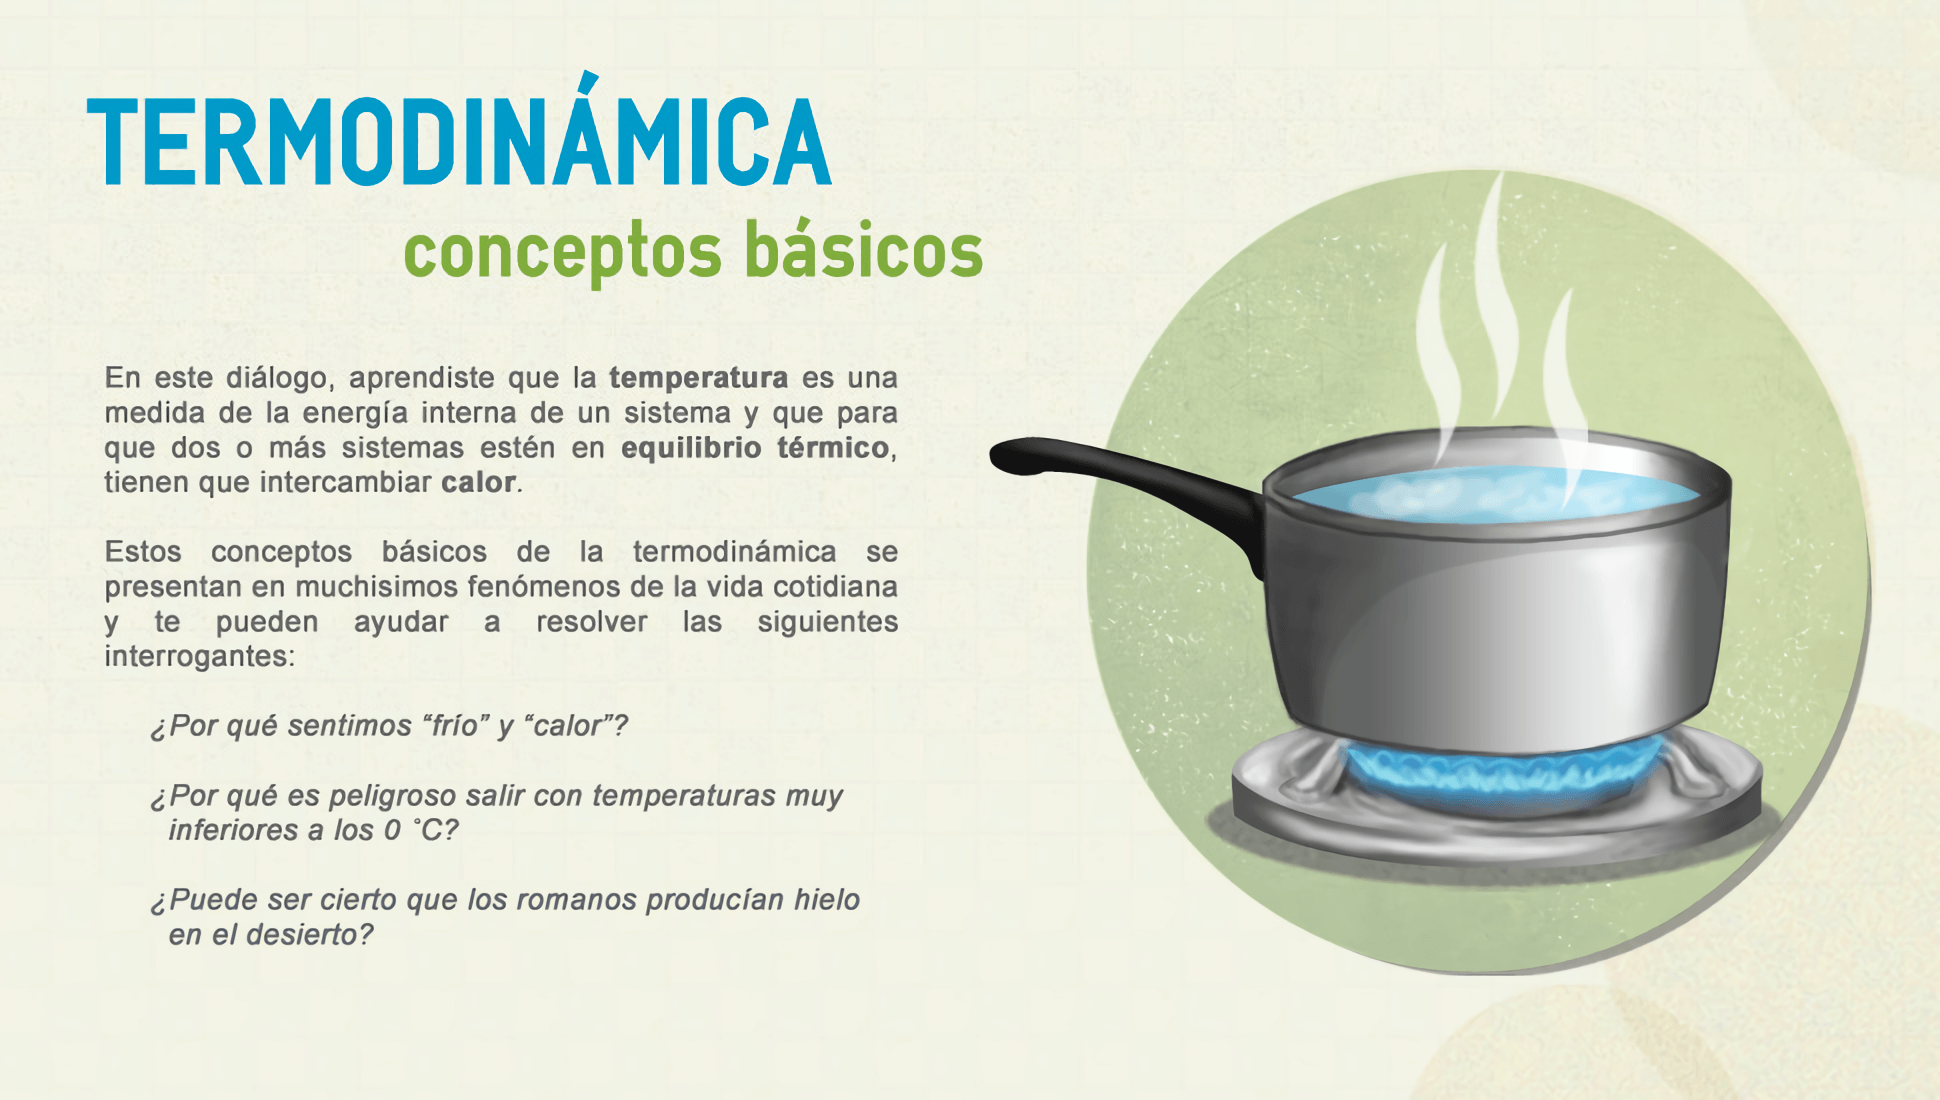 TERMODINÁMICA
conceptos básicos
En este diálogo, aprendiste que la temperatura es una
medida de la energía interna de un sistema y que para
que dos o más sistemas estén en equilibrio térmico,
tienen que intercambiar calor.
Estos conceptos básicos de la termodinámica se
presentan en muchisimos fenómenos de la vida cotidiana
y te pueden ayudar a resolver las siguientes
interrogantes:
¿Por qué sentimos “frío” y “calor”?
¿Por qué es peligroso salir con temperaturas muy
inferiores a los 0 ˚C?
¿Puede ser cierto que los romanos producían hielo
en el desierto?